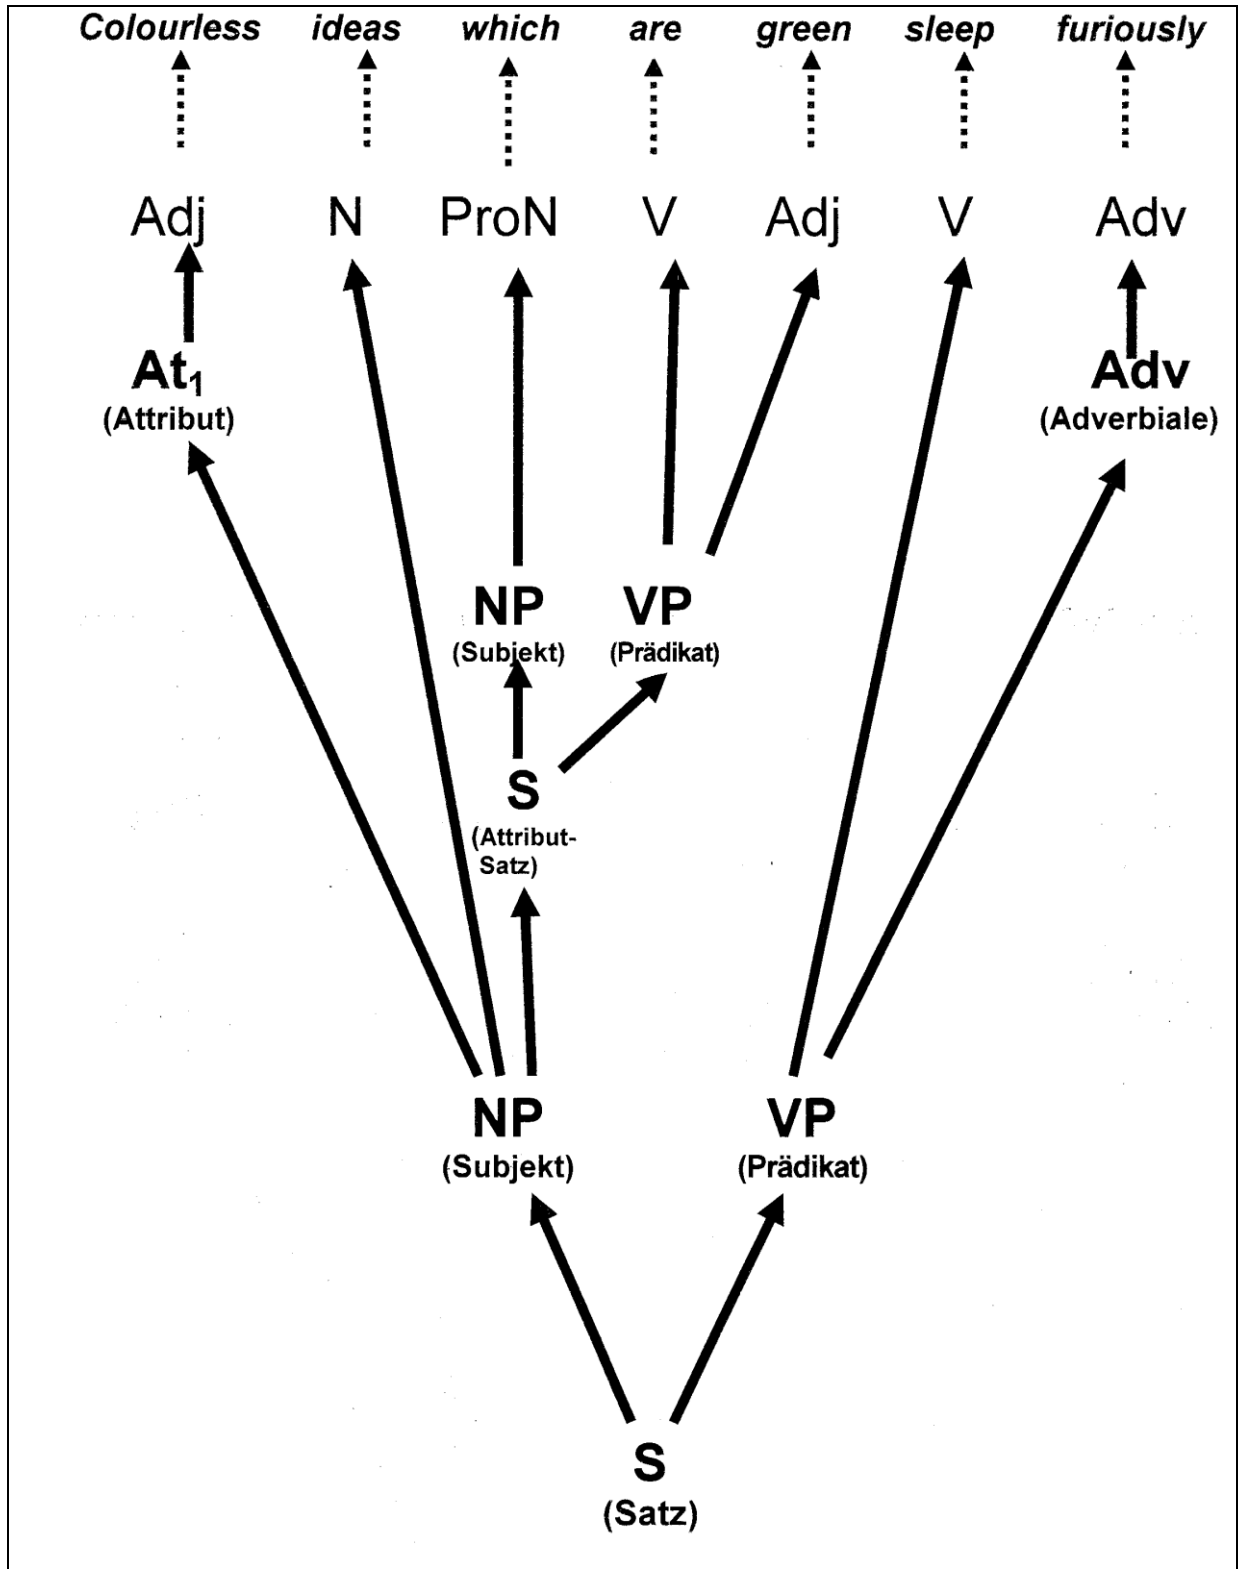 Colourless ideas which are green sleep furiously
Adj N ProN V Adj V Adv
At₁ Adv
(Attribut) (Adverbiale)
NP VP
(Subjekt) (Prädikat)
S
(Attribut-
Satz)
NP VP
(Subjekt) (Prädikat)
S
(Satz)